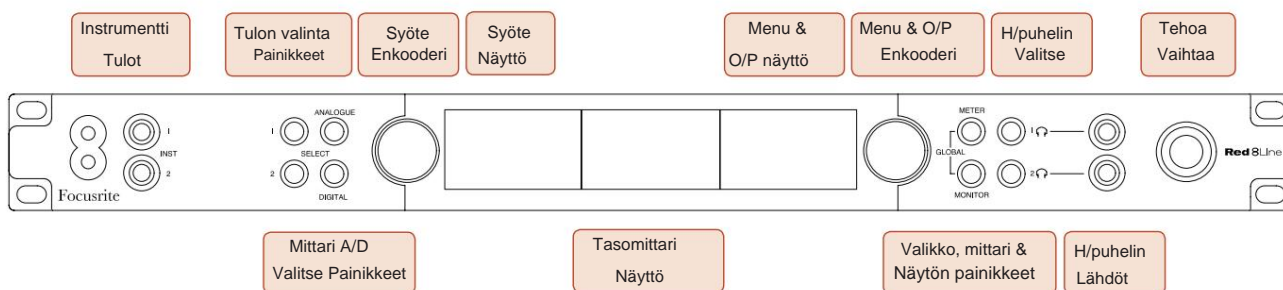 Instrumentti
Tulot
Tulon valinta
Painikkeet
Syöte
Enkooderi
Syöte
Näyttö
Menu &
O/P näyttö
Menu & O/P
Enkooderi
H/puhelin
Valitse
Tehoa
Vaihtaa
1
INST
2
Focusrite
ANALOGUE
1
SELECT
2
DIGITAL
METER
GLOBAL
MONITOR
1
2
Red 8Line
Mittari A/D
Valitse Painikkeet
Tasomittari
Näyttö
Valikko, mittari &
Näytön painikkeet
H/puhelin
Lähdöt